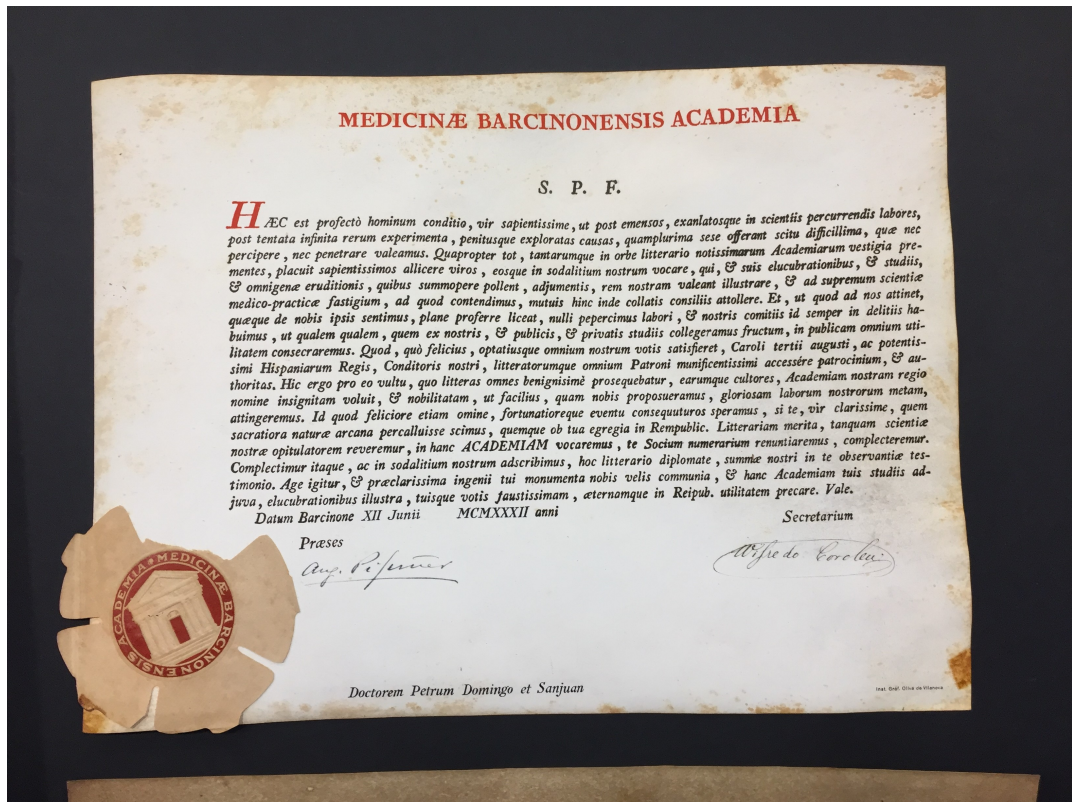 MEDICINÆ BARCINONENSIS ACADEMIA
S. P. F.
HÆC est profectò hominum conditio, vir sapientissime, ut post emensos, exanlatosque in scientiis percurrendis labores,
post tentata infinita rerum experimenta, penitusque exploratas causas, quamplurima sese offerant scitu difficillima, quæ nec
percipere, nec penetrare valeamus. Quapropter tot, tantarumque in orbe litterario notissimarum Academiarum vestigia pre-
mentes, placuit sapientissimos allicere viros, eosque in sodalitium nostrum vocare, qui, & suis elucubrationibus, & studiis,
& omnigenæ eruditionis, quibus summopere pollent, adjumentis, rem nostram valeant illustrare, & ad supremum scientiæ
medico-practicæ fastigium, ad quod contendimus, mutuis hinc inde collatis consiliis attollere. Et, ut quod ad nos attinet,
quæque de nobis ipsis sentimus, plane proferre liceat, nulli pepercimus labori, & nostris comitiis id semper in delitiis ha-
buimus, ut qualem qualem, quem ex nostris, & publicis, & privatis studiis collegeramus fructum, in publicam omnium uti-
litatem consecraremus. Quod, quò felicius, optatiusque omnium nostrum votis satisfieret, Caroli tertii augusti, ac potentis-
simi Hispaniarum Regis, Conditoris nostri, litteratorumque omnium Patroni munificentissimi accessére patrocinium, & au-
thoritas. Hic ergo pro eo vultu, quo litteras omnes benignisimè prosequebatur, earumque cultores, Academiam nostram regio
nomine insignitam voluit, & nobilitatam, ut facilius, quam nobis proposueramus, gloriosam laborum nostrorum metam,
attingeremus. Id quod feliciore etiam omine, fortunatioreque eventu consequuturos speramus, si te, vir clarissime, quem
sacratiora naturæ arcana percalluisse scimus, quemque ob tua egregia in Rempublic. Litterariam merita, tanquam scientiæ
nostræ opitulatorem reveremur, in hanc ACADEMIAM vocaremus, te Socium numerarium renuntiaremus, complecteremur.
Complectimur itaque, ac in sodalitium nostrum adscribimus, hoc litterario diplomate, summæ nostri in te observantiæ tes-
timonio. Age igitur, & præclarissima ingenii tui monumenta nobis velis communia, & hanc Academiam tuis studiis ad-
juva, elucubrationibus illustra, tuisque votis faustissimam, æternamque in Reipub. utilitatem precare. Vale.
Datum Barcinone XII Junii MCMXXXII anni
Secretarium
Præses
Aug. Pi Suñer
Wifredo Coroleu
MEDICINÆ BARCINONENSIS ACADEMIA
Doctorem Petrum Domingo et Sanjuan
Inst. Gráf. Oliva de Vilanova